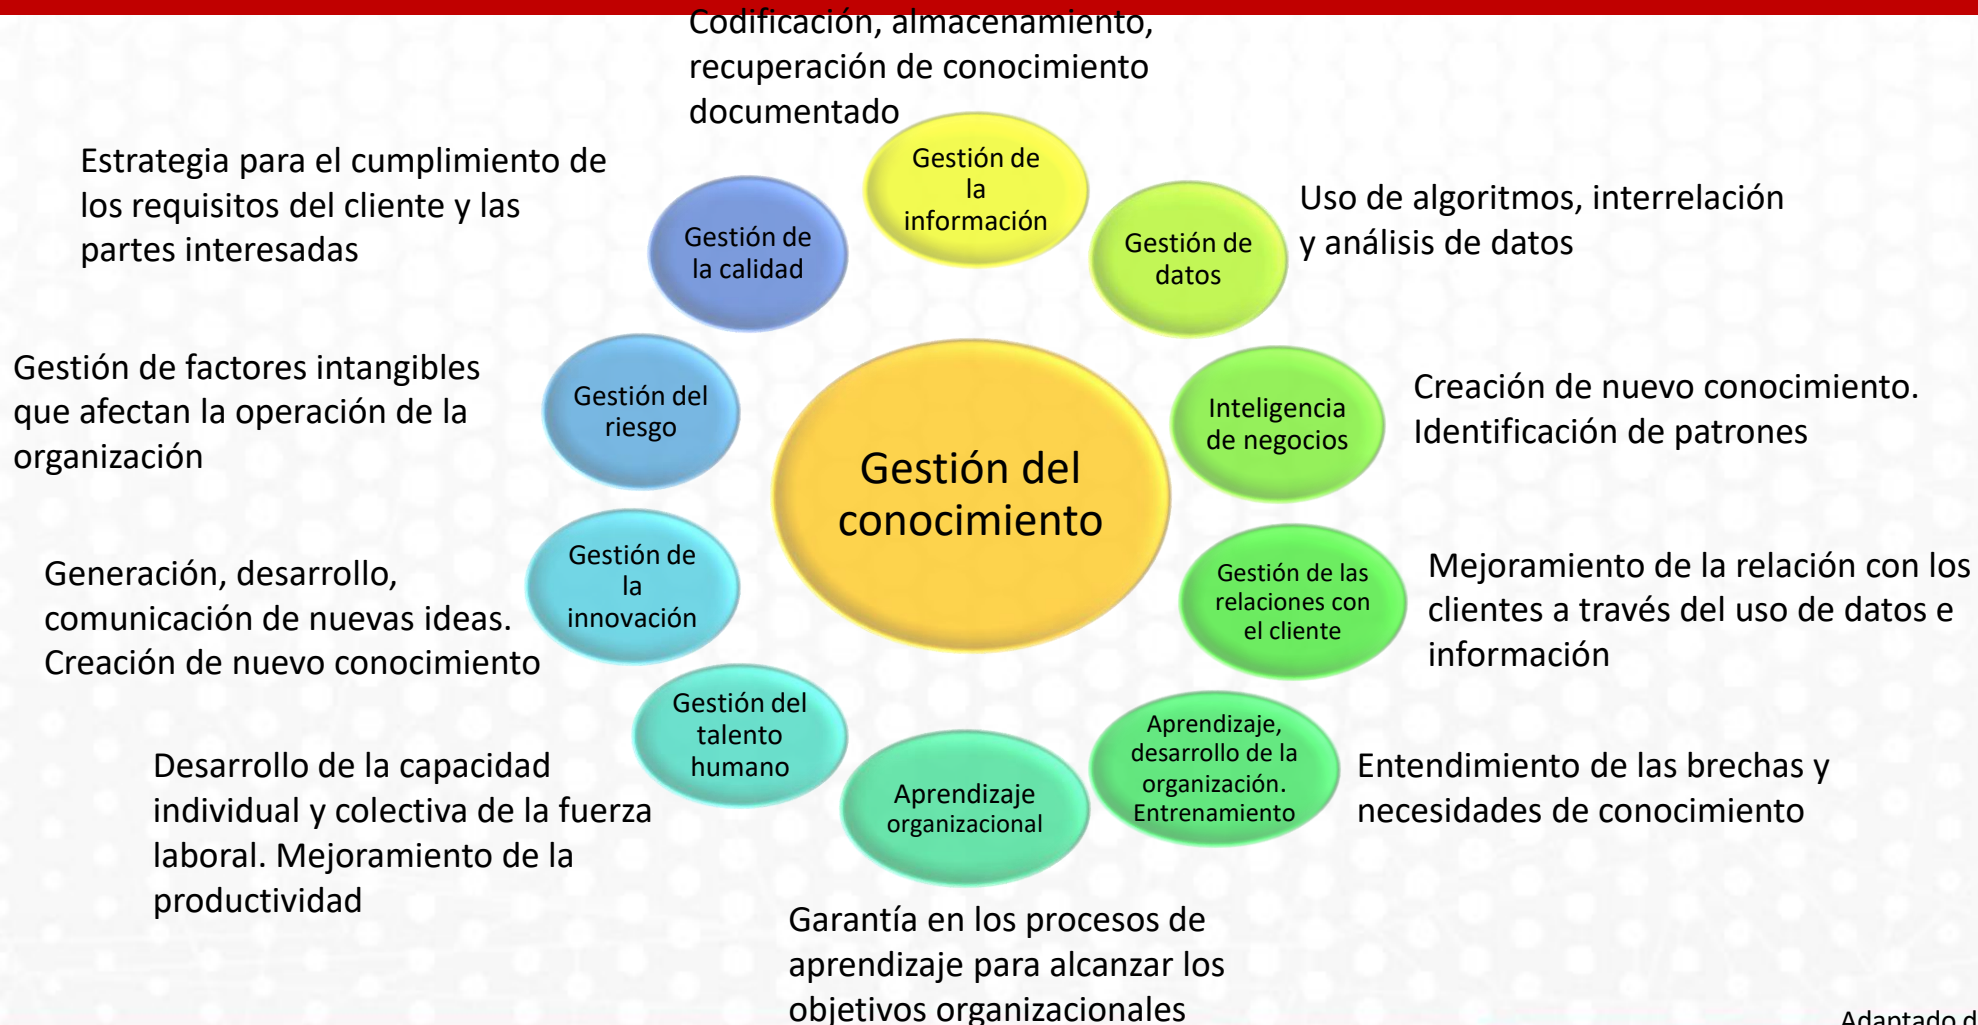 Codificación, almacenamiento,
recuperación de conocimiento
documentado
Gestión de
la
información
Estrategia para el cumplimiento de
los requisitos del cliente y las
partes interesadas
Gestión de
la calidad
Gestión de
datos
Uso de algoritmos, interrelación
y análisis de datos
Gestión de factores intangibles
que afectan la operación de la
organización
Gestión del
riesgo
Gestión del
conocimiento
Inteligencia
de negocios
Creación de nuevo conocimiento.
Identificación de patrones
Generación, desarrollo,
comunicación de nuevas ideas.
Creación de nuevo conocimiento
Gestión de
la
innovación
Gestión de las
relaciones con
el cliente
Mejoramiento de la relación con los
clientes a través del uso de datos e
información
Desarrollo de la capacidad
individual y colectiva de la fuerza
laboral. Mejoramiento de la
productividad
Gestión del
talento
humano
Aprendizaje
organizacional
Aprendizaje,
desarrollo de la
organización.
Entrenamiento
Entendimiento de las brechas y
necesidades de conocimiento
Garantía en los procesos de
aprendizaje para alcanzar los
objetivos organizacionales
Adaptado d